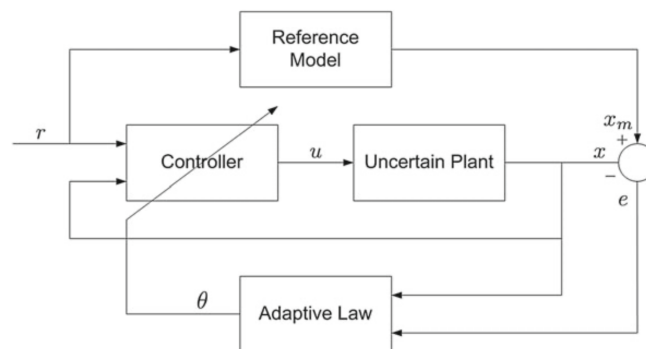 Reference
Model
x_m
r
+
Controller
u
Uncertain Plant
x
−
e
θ
Adaptive Law